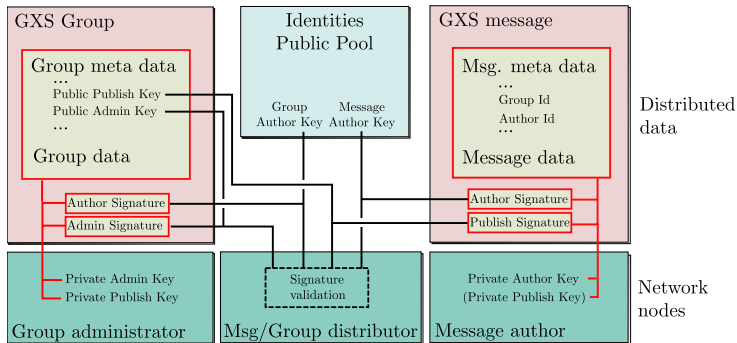 GXS Group
Group meta data
...
Public Publish Key
Public Admin Key
...
Group data
Author Signature
Admin Signature
Identities
Public Pool
Group
Author Key
Message
Author Key
GXS message
Msg. meta data
...
Group Id
Author Id
...
Message data
Author Signature
Publish Signature
Distributed
data
Private Admin Key
Private Publish Key
Group administrator
Signature
validation
Msg/Group distributor
Private Author Key
(Private Publish Key)
Message author
Network
nodes